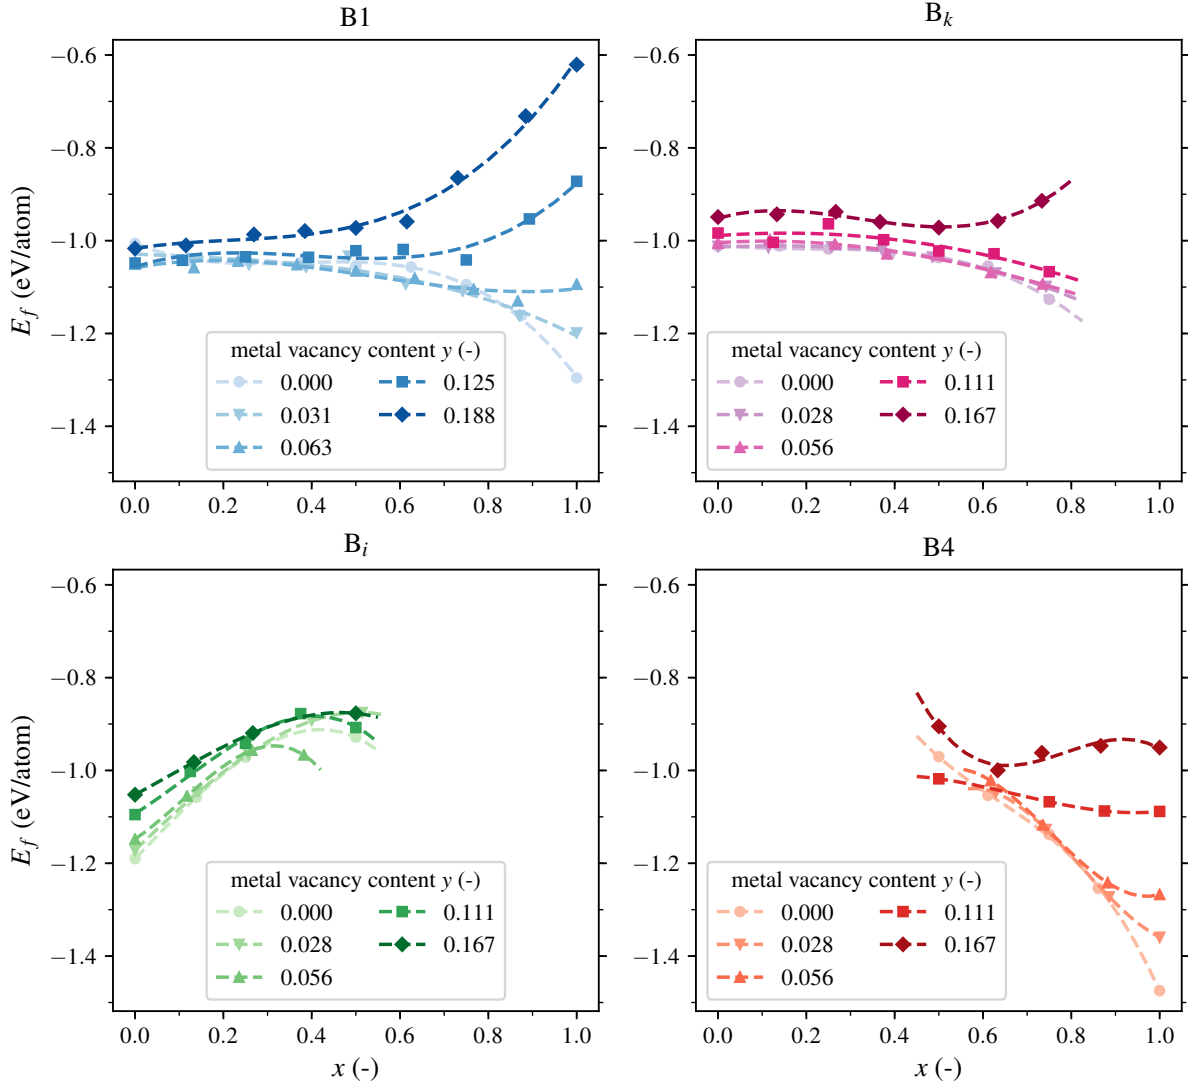 B1
−0.6
−0.8
−1.0
−1.2
−1.4
E_f (eV/atom)
metal vacancy content y (-)
0.000 0.125
0.031 0.188
0.063
0.0 0.2 0.4 0.6 0.8 1.0
B_k
−0.6
−0.8
−1.0
−1.2
−1.4
metal vacancy content y (-)
0.000 0.111
0.028 0.167
0.056
0.0 0.2 0.4 0.6 0.8 1.0
B_i
−0.6
−0.8
−1.0
−1.2
−1.4
E_f (eV/atom)
metal vacancy content y (-)
0.000 0.111
0.028 0.167
0.056
0.0 0.2 0.4 0.6 0.8 1.0
x (-)
B4
−0.6
−0.8
−1.0
−1.2
−1.4
metal vacancy content y (-)
0.000 0.111
0.028 0.167
0.056
0.0 0.2 0.4 0.6 0.8 1.0
x (-)